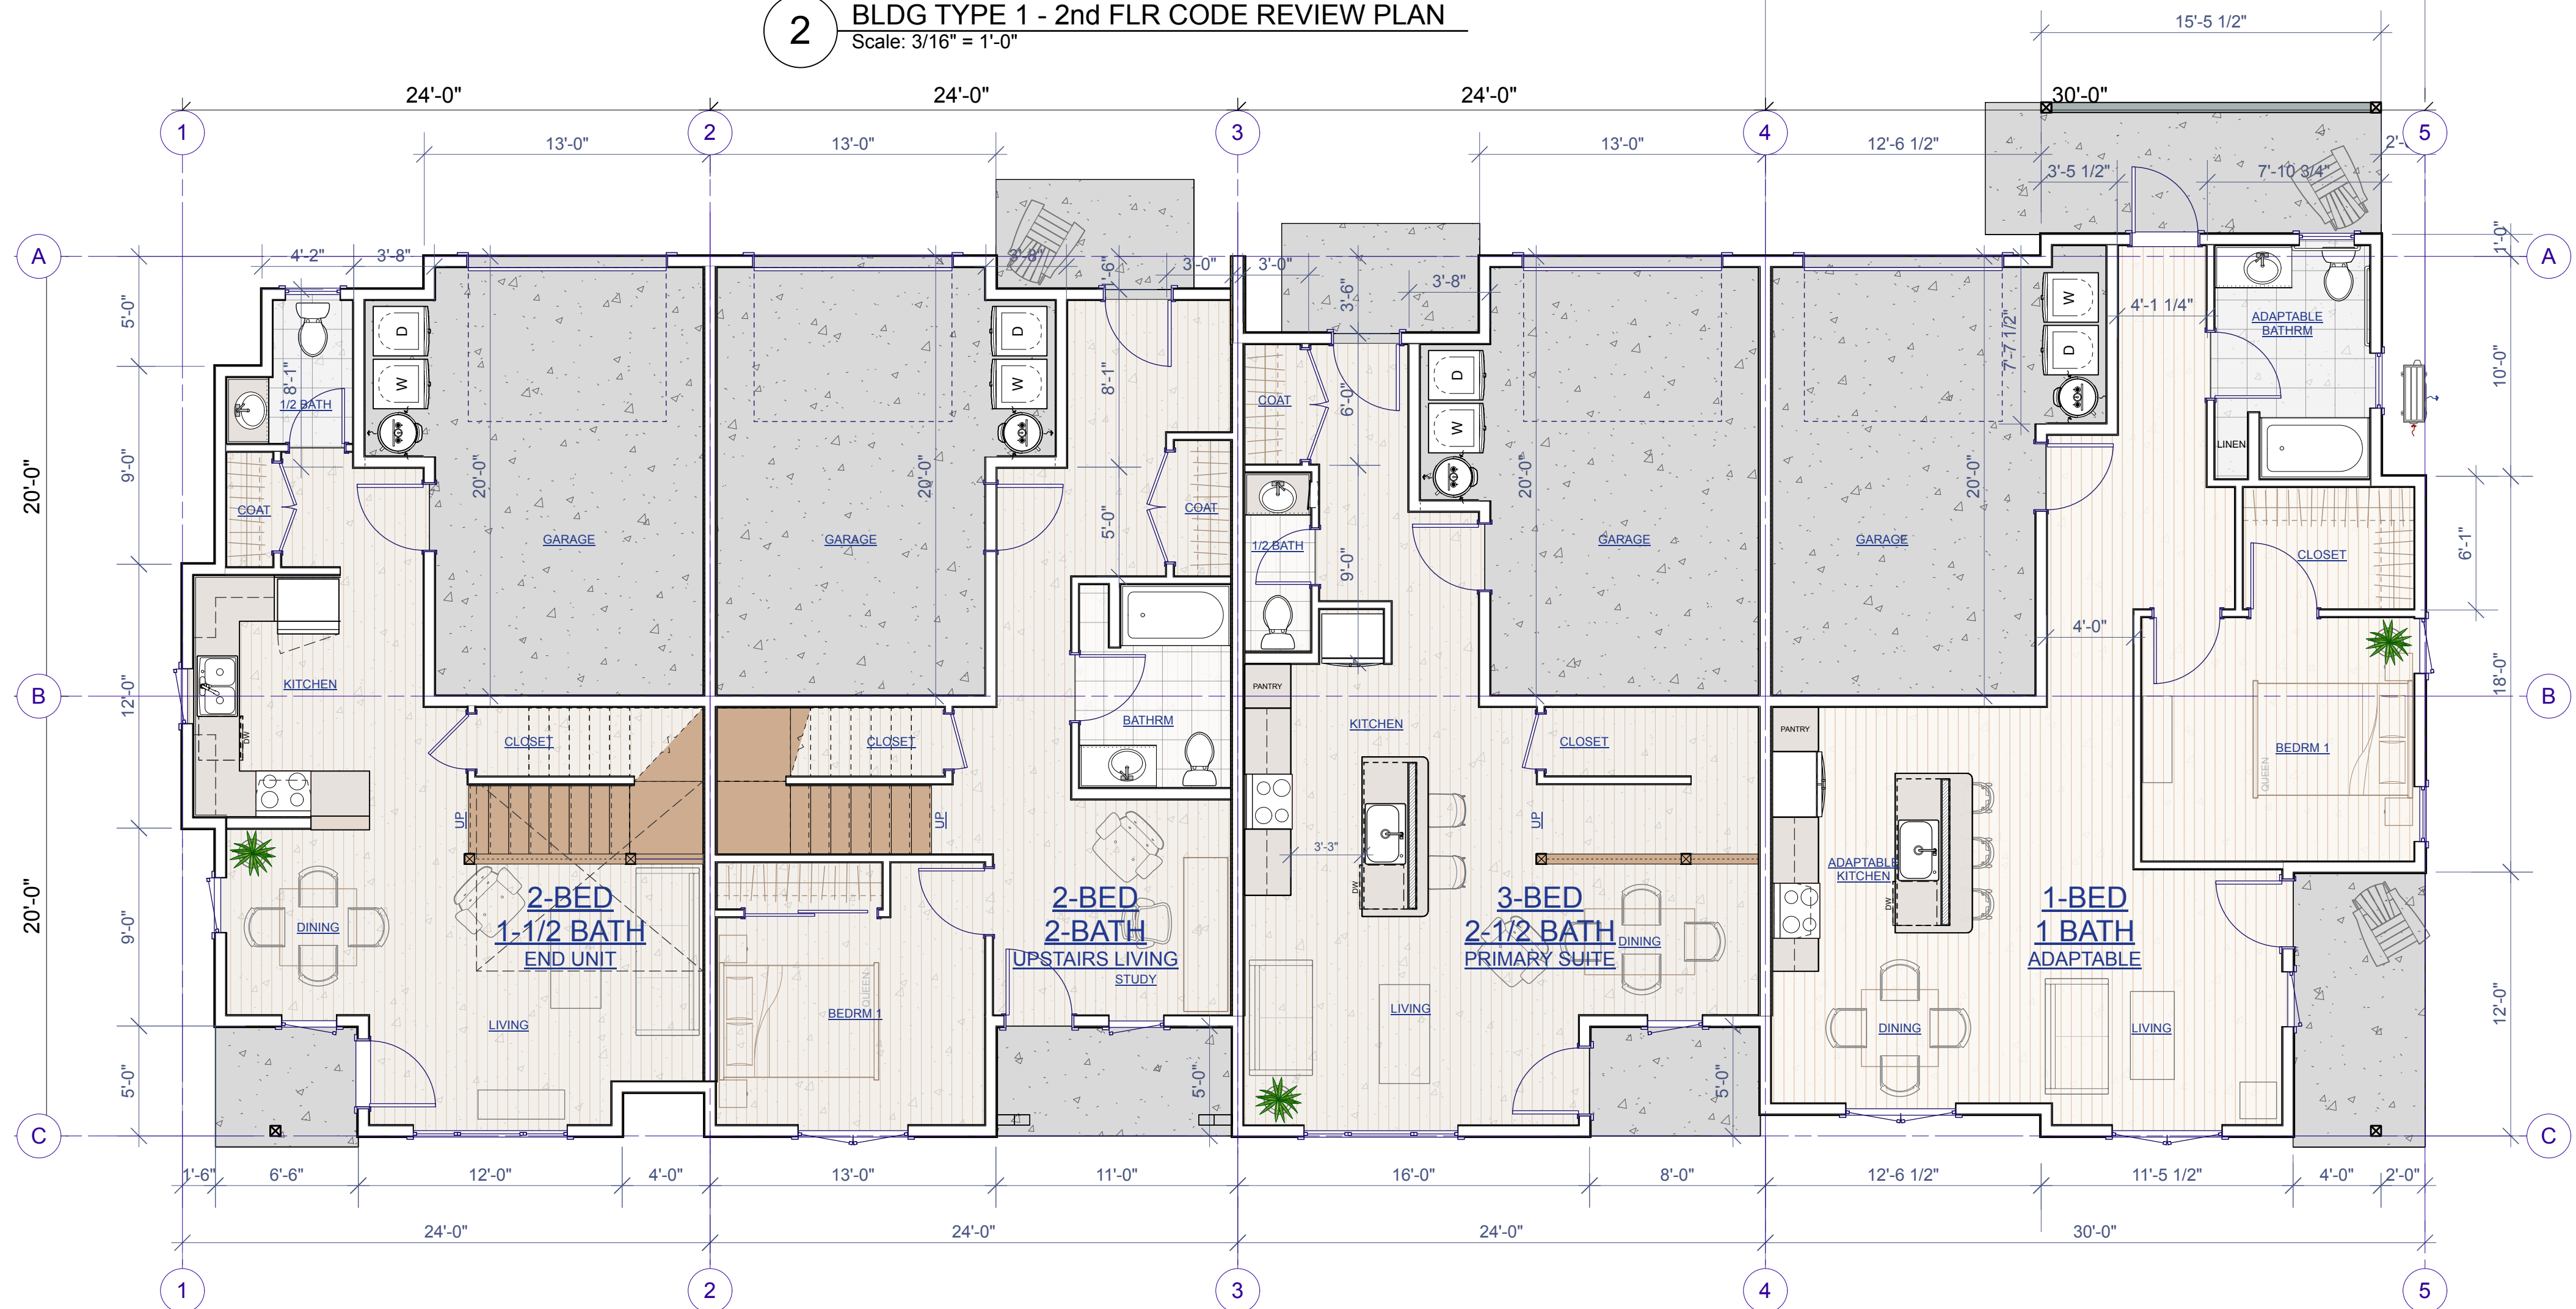 2
BLDG TYPE 1 - 2nd FLR CODE REVIEW PLAN
Scale: 3/16" = 1'-0"
15'-5 1/2"
24'-0"
24'-0"
24'-0"
30'-0"
1
2
3
4
5
13'-0"
13'-0"
13'-0"
12'-6 1/2"
3'-5 1/2"
7'-10 3/4"
A
A
4'-2"
3'-8"
3'-8"
1'-6"
3'-0"
3'-0"
3'-6"
3'-8"
1'-0"
5'-0"
8'-1"
1/2 BATH
D
W
D
W
8'-1"
COAT
6'-0"
D
W
W
D
7'-7 1/2"
4'-1 1/4"
ADAPTABLE
BATHRM
10'-0"
LINEN
20'-0"
9'-0"
COAT
20'-0"
GARAGE
GARAGE
20'-0"
5'-0"
COAT
1/2 BATH
9'-0"
20'-0"
GARAGE
GARAGE
20'-0"
CLOSET
6'-1"
4'-0"
B
12'-0"
KITCHEN
DW
CLOSET
CLOSET
BATHRM
PANTRY
KITCHEN
CLOSET
PANTRY
BEDRM 1
QUEEN
18'-0"
B
UP
UP
UP
3'-3"
DW
ADAPTABLE
KITCHEN
DW
20'-0"
9'-0"
DINING
2-BED
1-1/2 BATH
END UNIT
LIVING
QUEEN
BEDRM 1
2-BED
2-BATH
UPSTAIRS LIVING
STUDY
3-BED
2-1/2 BATH
PRIMARY SUITE
DINING
LIVING
1-BED
1 BATH
ADAPTABLE
DINING
LIVING
12'-0"
5'-0"
5'-0"
5'-0"
C
C
1'-6"
6'-6"
12'-0"
4'-0"
13'-0"
11'-0"
16'-0"
8'-0"
12'-6 1/2"
11'-5 1/2"
4'-0"
2'-0"
24'-0"
24'-0"
24'-0"
30'-0"
1
2
3
4
5